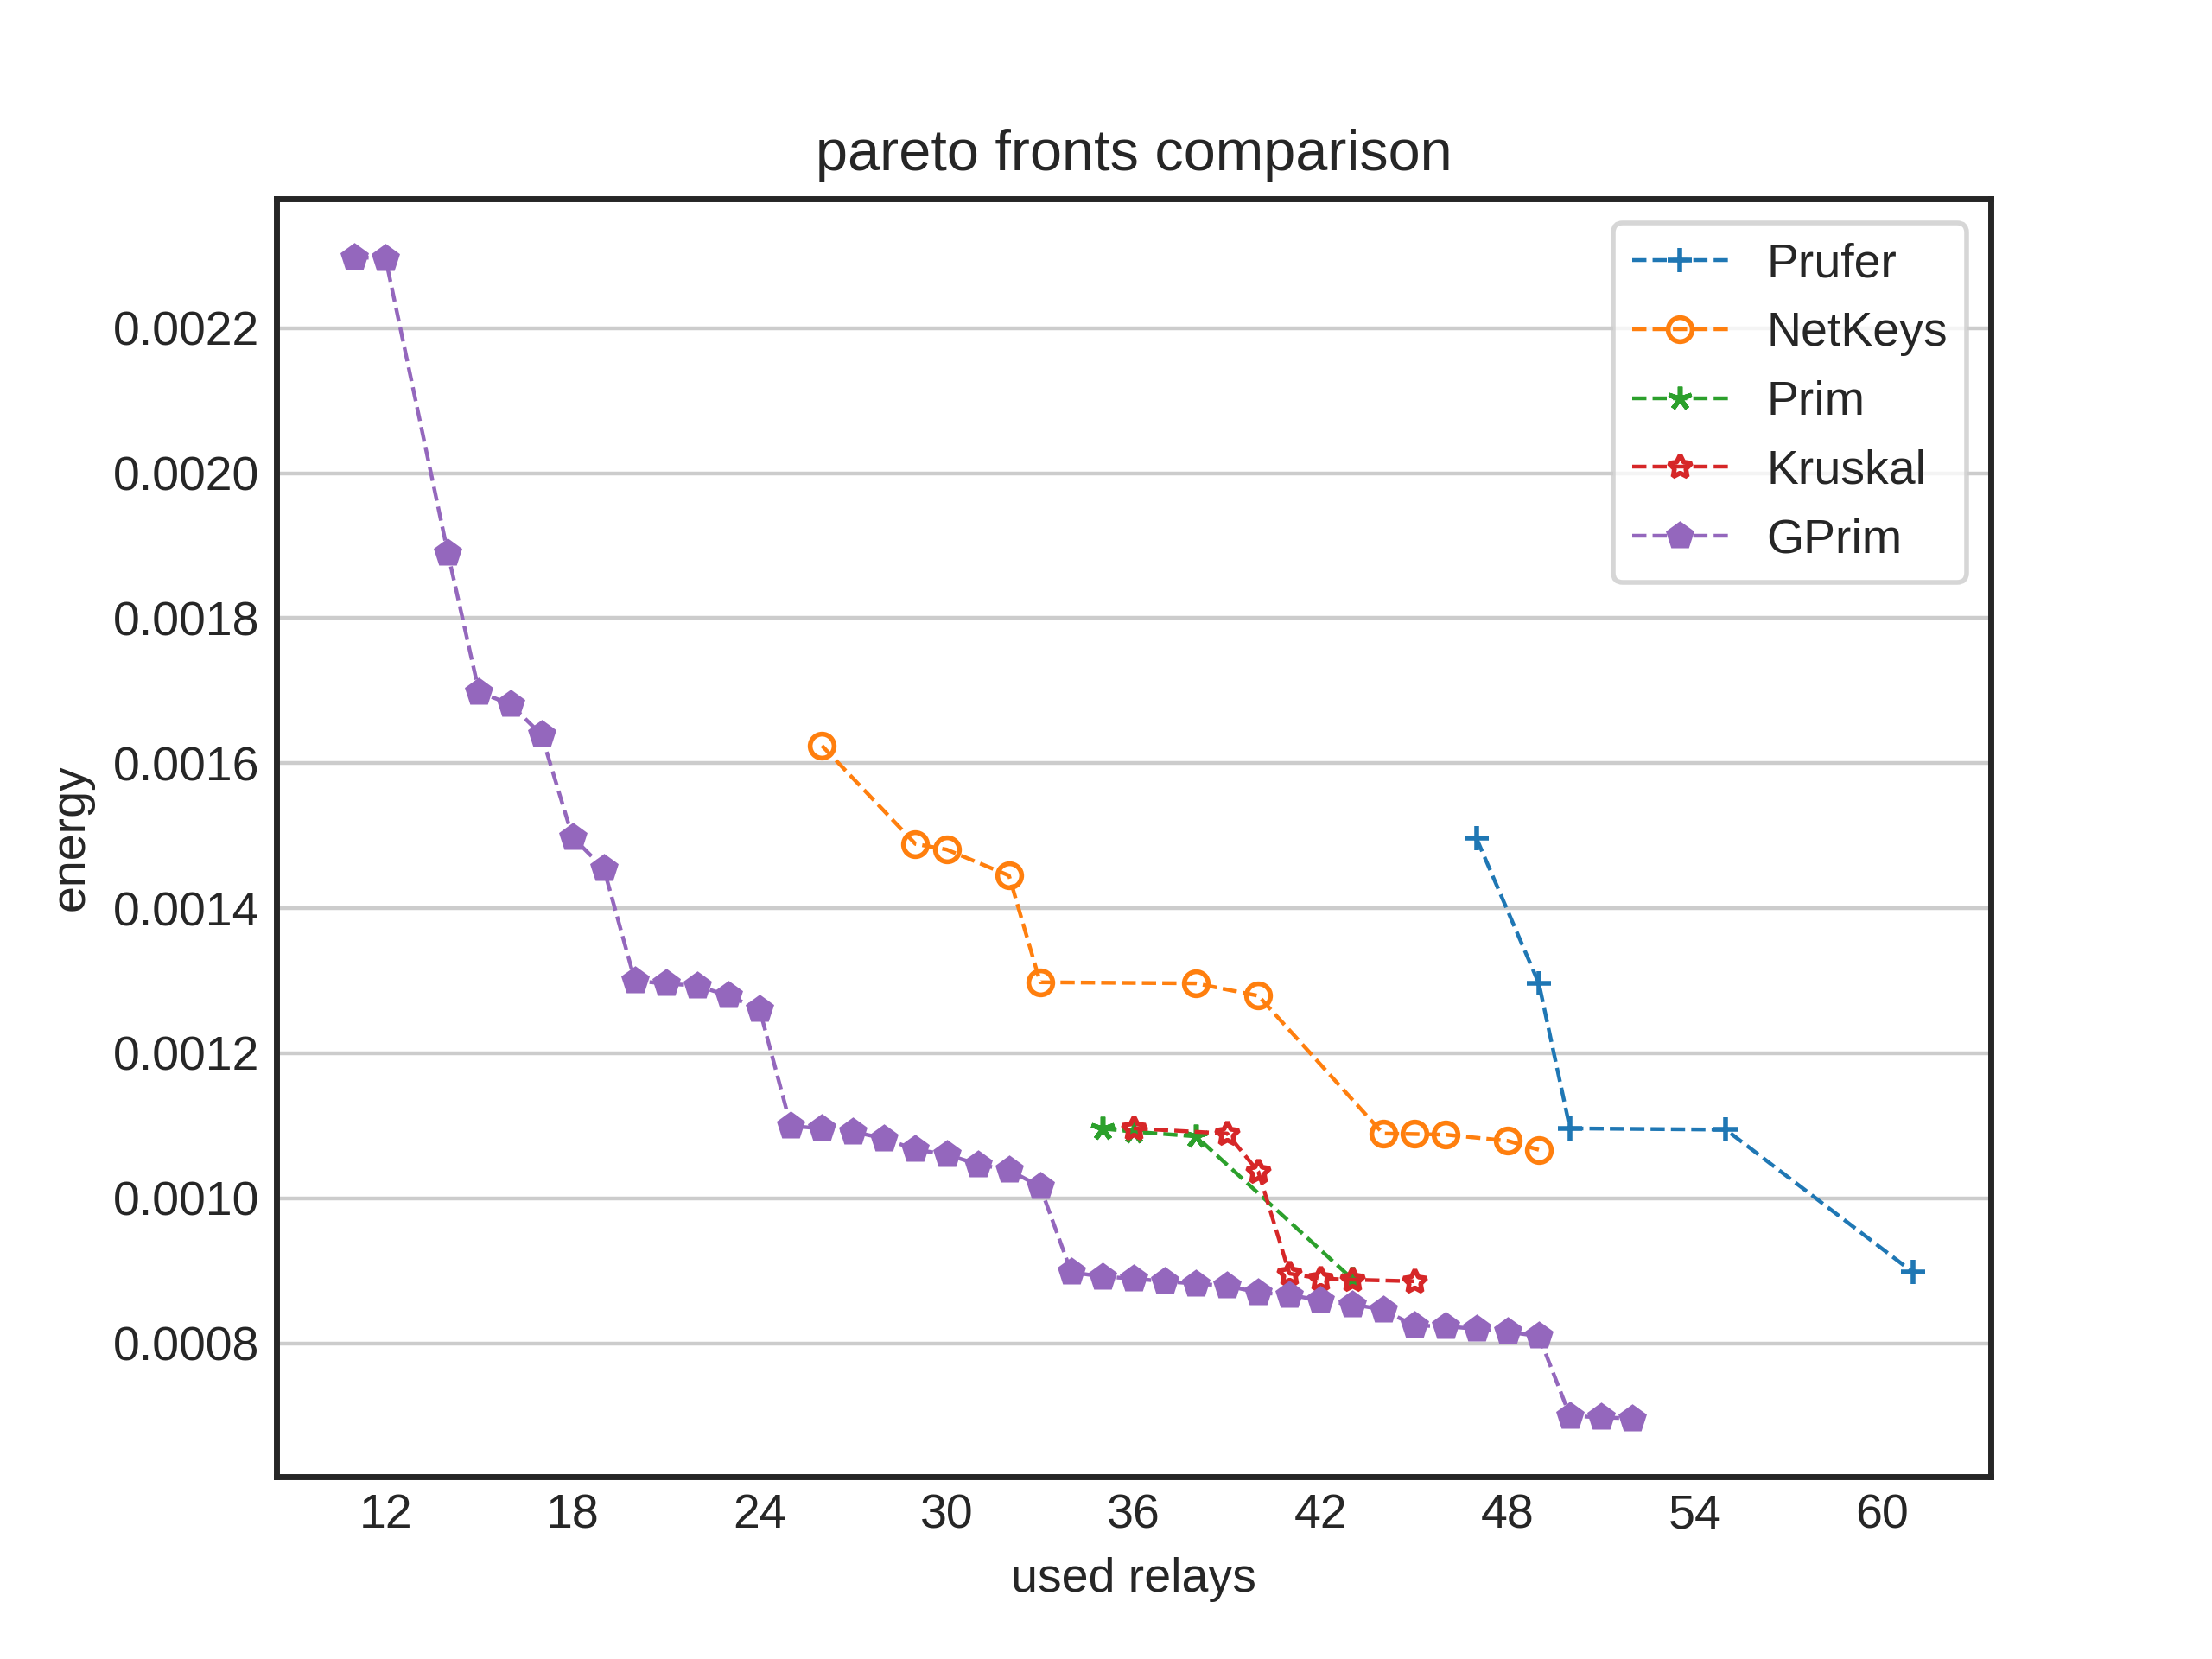 pareto fronts comparison
Prufer
NetKeys
Prim
Kruskal
GPrim
0.0022
0.0020
0.0018
0.0016
0.0014
0.0012
0.0010
0.0008
energy
12 18 24 30 36 42 48 54 60
used relays